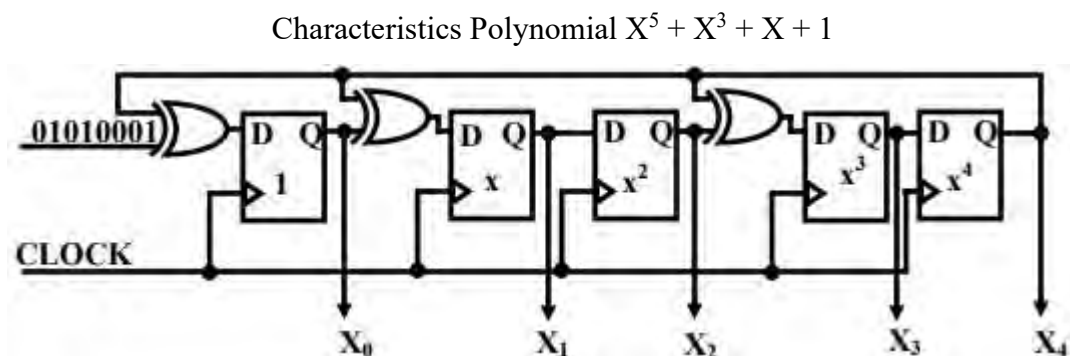 Characteristics Polynomial X⁵ + X³ + X + 1
01010001
D Q D Q D Q D Q D Q
1 x x² x³ x⁴
CLOCK
X₀ X₁ X₂ X₃ X₄